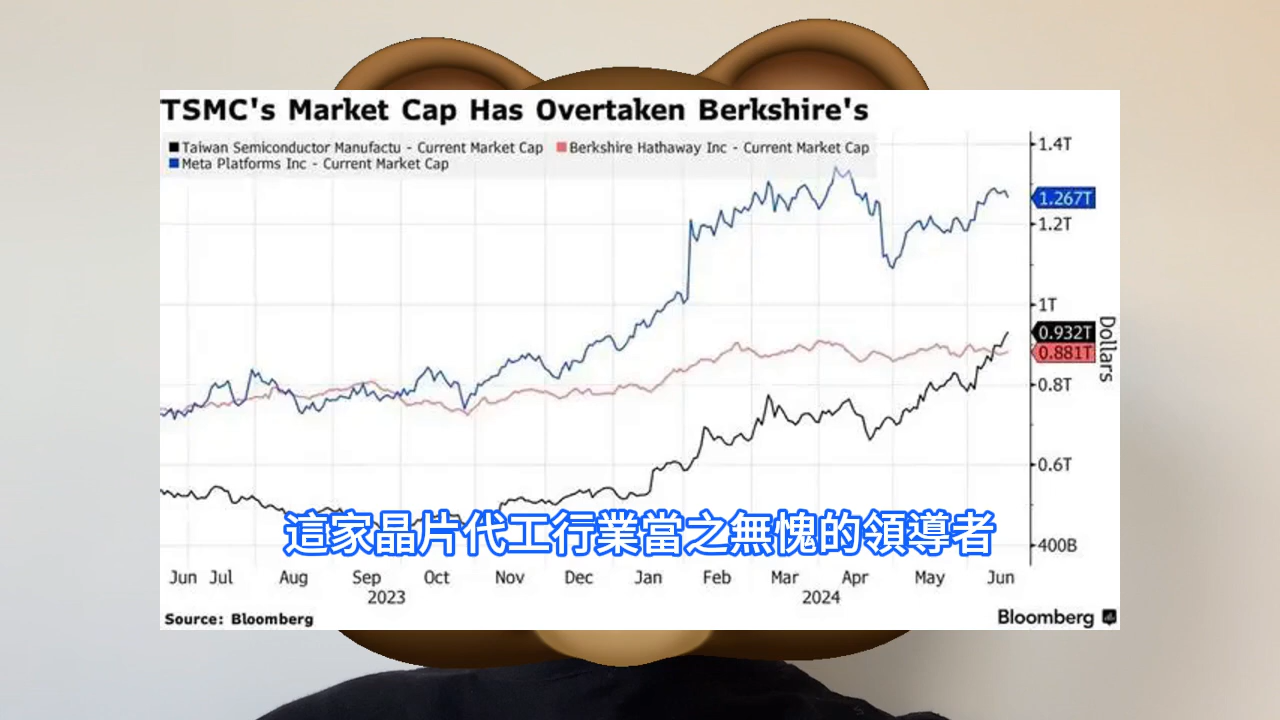 TSMC's Market Cap Has Overtaken Berkshire's
Taiwan Semiconductor Manufactu - Current Market Cap
Berkshire Hathaway Inc - Current Market Cap
Meta Platforms Inc - Current Market Cap
1.4T
1.267T
1.2T
1T
0.932T
0.881T
0.8T
0.6T
400B
Dollars
這家晶片代工行業當之無愧的領導者
Jun Jul Aug Sep Oct Nov Dec Jan Feb Mar Apr May Jun
2023 2024
Source: Bloomberg
Bloomberg